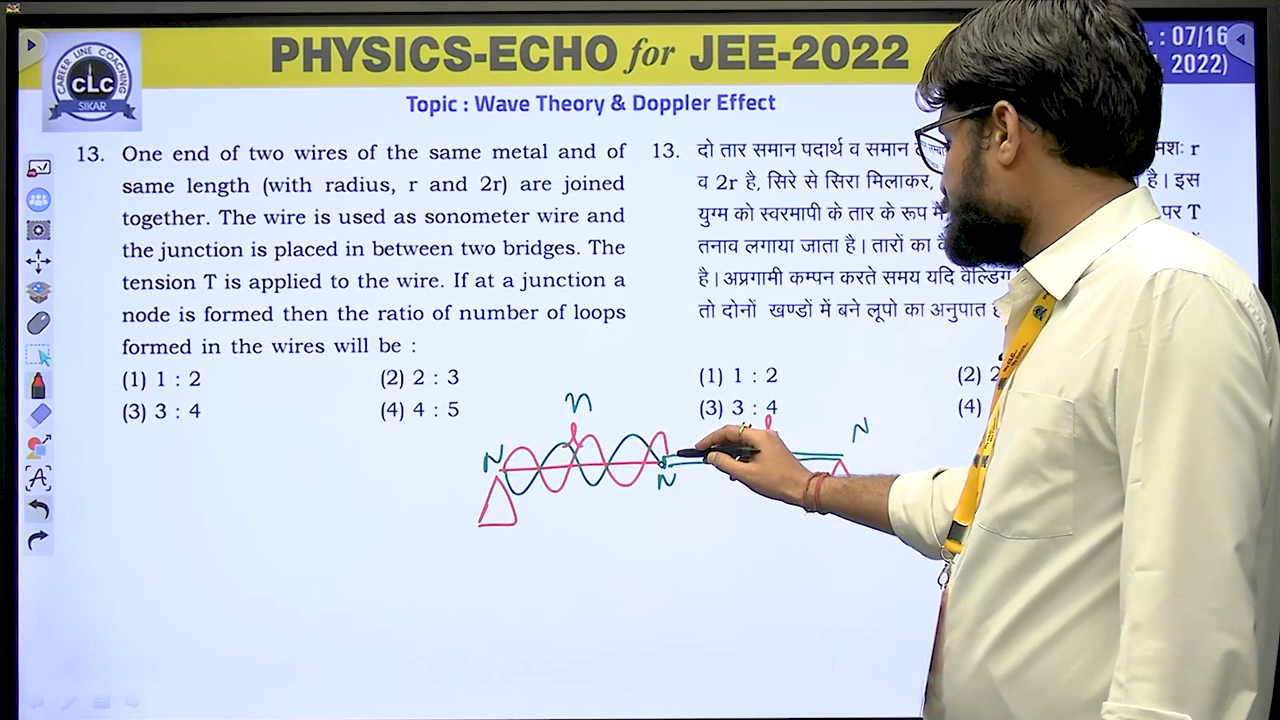 PHYSICS-ECHO for JEE-2022
: 07/16
2022)
CAREER LINE COACHING
CLC
SIKAR
Topic : Wave Theory & Doppler Effect
13. One end of two wires of the same metal and of
same length (with radius, r and 2r) are joined
together. The wire is used as sonometer wire and
the junction is placed in between two bridges. The
tension T is applied to the wire. If at a junction a
node is formed then the ratio of number of loops
formed in the wires will be :
(1) 1 : 2 (2) 2 : 3
(3) 3 : 4 (4) 4 : 5
13. दो तार समान पदार्थ व समान r
व 2r है, सिरे से सिरा मिलाकर, है। इस
युग्म को स्वरमापी के तार के रूप में पर T
तनाव लगाया जाता है। तारों का
है। अप्रगामी कम्पन करते समय यदि वेल्डिंग
तो दोनों खण्डों में बने लूपो का अनुपात
(1) 1 : 2 (2)
(3) 3 : 4 (4)
n
N l N l N